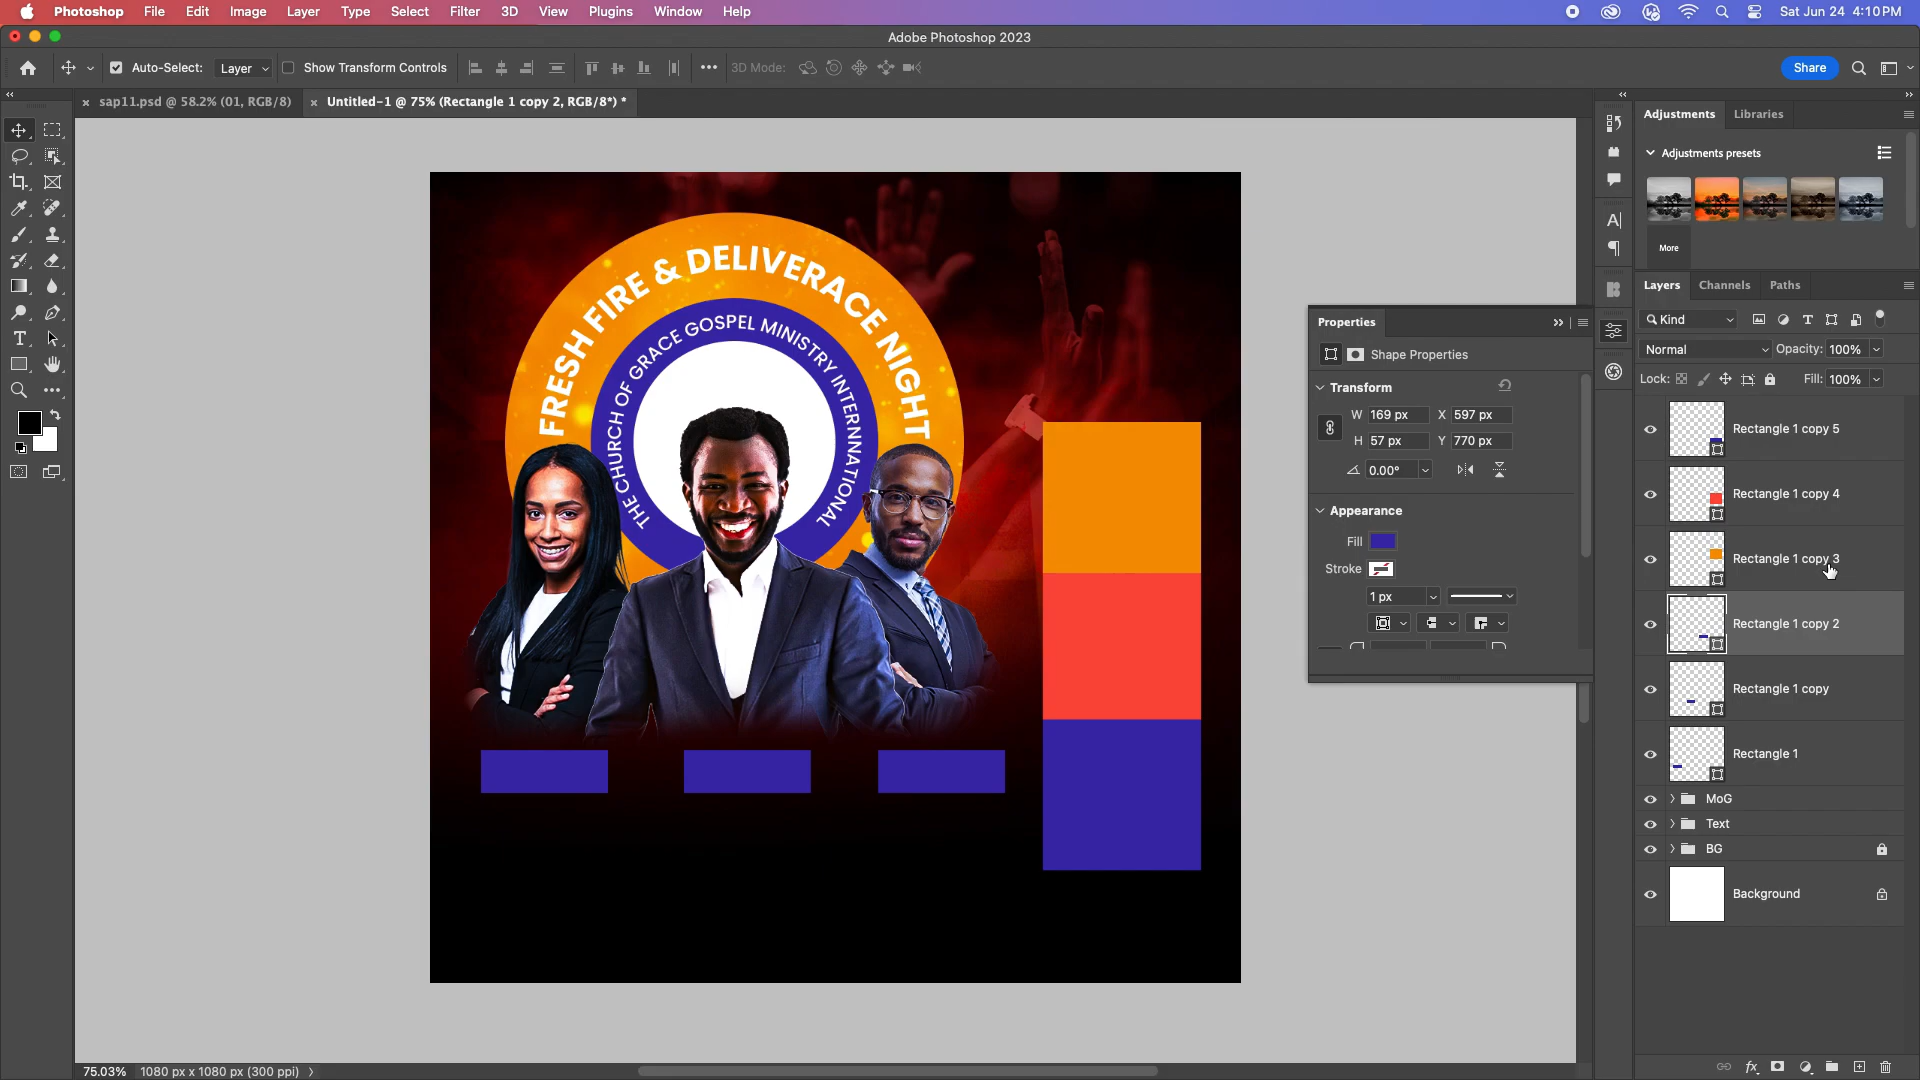 Photoshop File Edit Image Layer Type Select Filter 3D View Plugins Window Help Sat Jun 24 4:10 PM
Adobe Photoshop 2023
Auto-Select: Layer Show Transform Controls 3D Mode: Share
sap11.psd @ 58.2% (01, RGB/8) Untitled-1 @ 75% (Rectangle 1 copy 2, RGB/8*) *
Adjustments Libraries
Adjustments presets
More
Layers Channels Paths
Kind
Normal Opacity: 100%
Lock: Fill: 100%
Rectangle 1 copy 5
Rectangle 1 copy 4
Rectangle 1 copy 3
Rectangle 1 copy 2
Rectangle 1 copy
Rectangle 1
MoG
Text
BG
Background
Properties
Shape Properties
Transform
W 169 px X 597 px
H 57 px Y 770 px
0.00°
Appearance
Fill
Stroke
1 px
FRESH FIRE & DELIVERACE NIGHT
THE CHURCH OF GRACE GOSPEL MINISTRY INTERNNATIONAL
75.03% 1080 px x 1080 px (300 ppi)